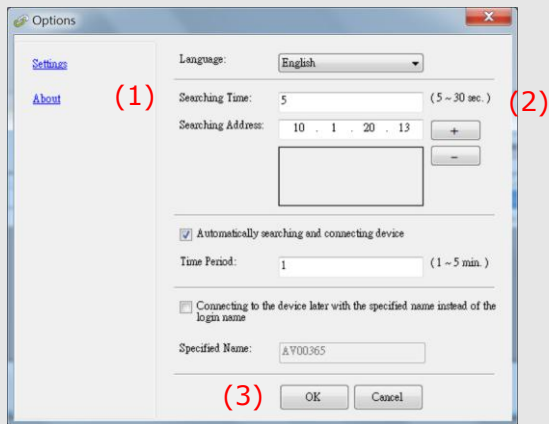 Options
Settings
About
Language:
English
(1)
Searching Time:
5
(5 ~ 30 sec.)
(2)
Searching Address:
10 . 1 . 20 . 13
+
-
Automatically searching and connecting device
Time Period:
1
(1 ~ 5 min.)
Connecting to the device later with the specified name instead of the
login name
Specified Name:
AV00365
(3)
OK
Cancel